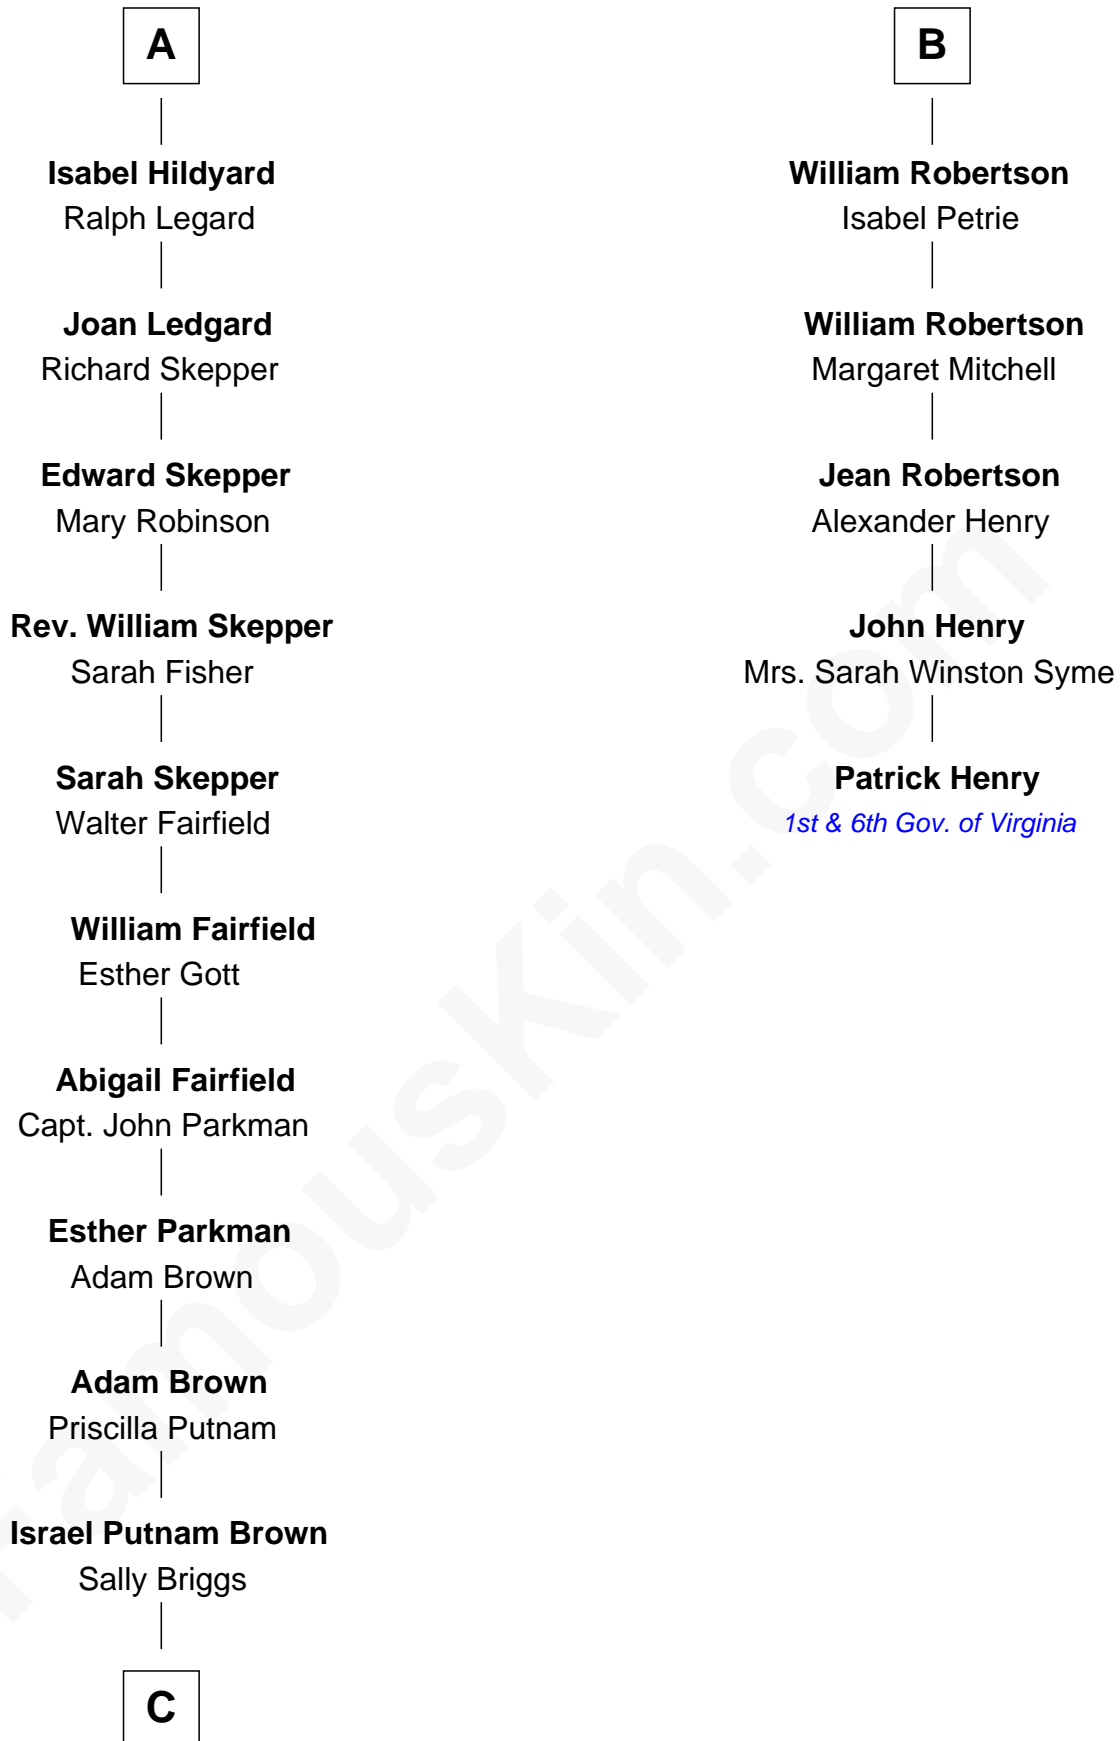 A
Isabel Hildyard
Ralph Legard
Joan Ledgard
Richard Skepper
Edward Skepper
Mary Robinson
Rev. William Skepper
Sarah Fisher
Sarah Skepper
Walter Fairfield
William Fairfield
Esther Gott
Abigail Fairfield
Capt. John Parkman
Esther Parkman
Adam Brown
Adam Brown
Priscilla Putnam
Israel Putnam Brown
Sally Briggs
C
B
William Robertson
Isabel Petrie
William Robertson
Margaret Mitchell
Jean Robertson
Alexander Henry
John Henry
Mrs. Sarah Winston Syme
Patrick Henry
1st & 6th Gov. of Virginia
FamousKin.com